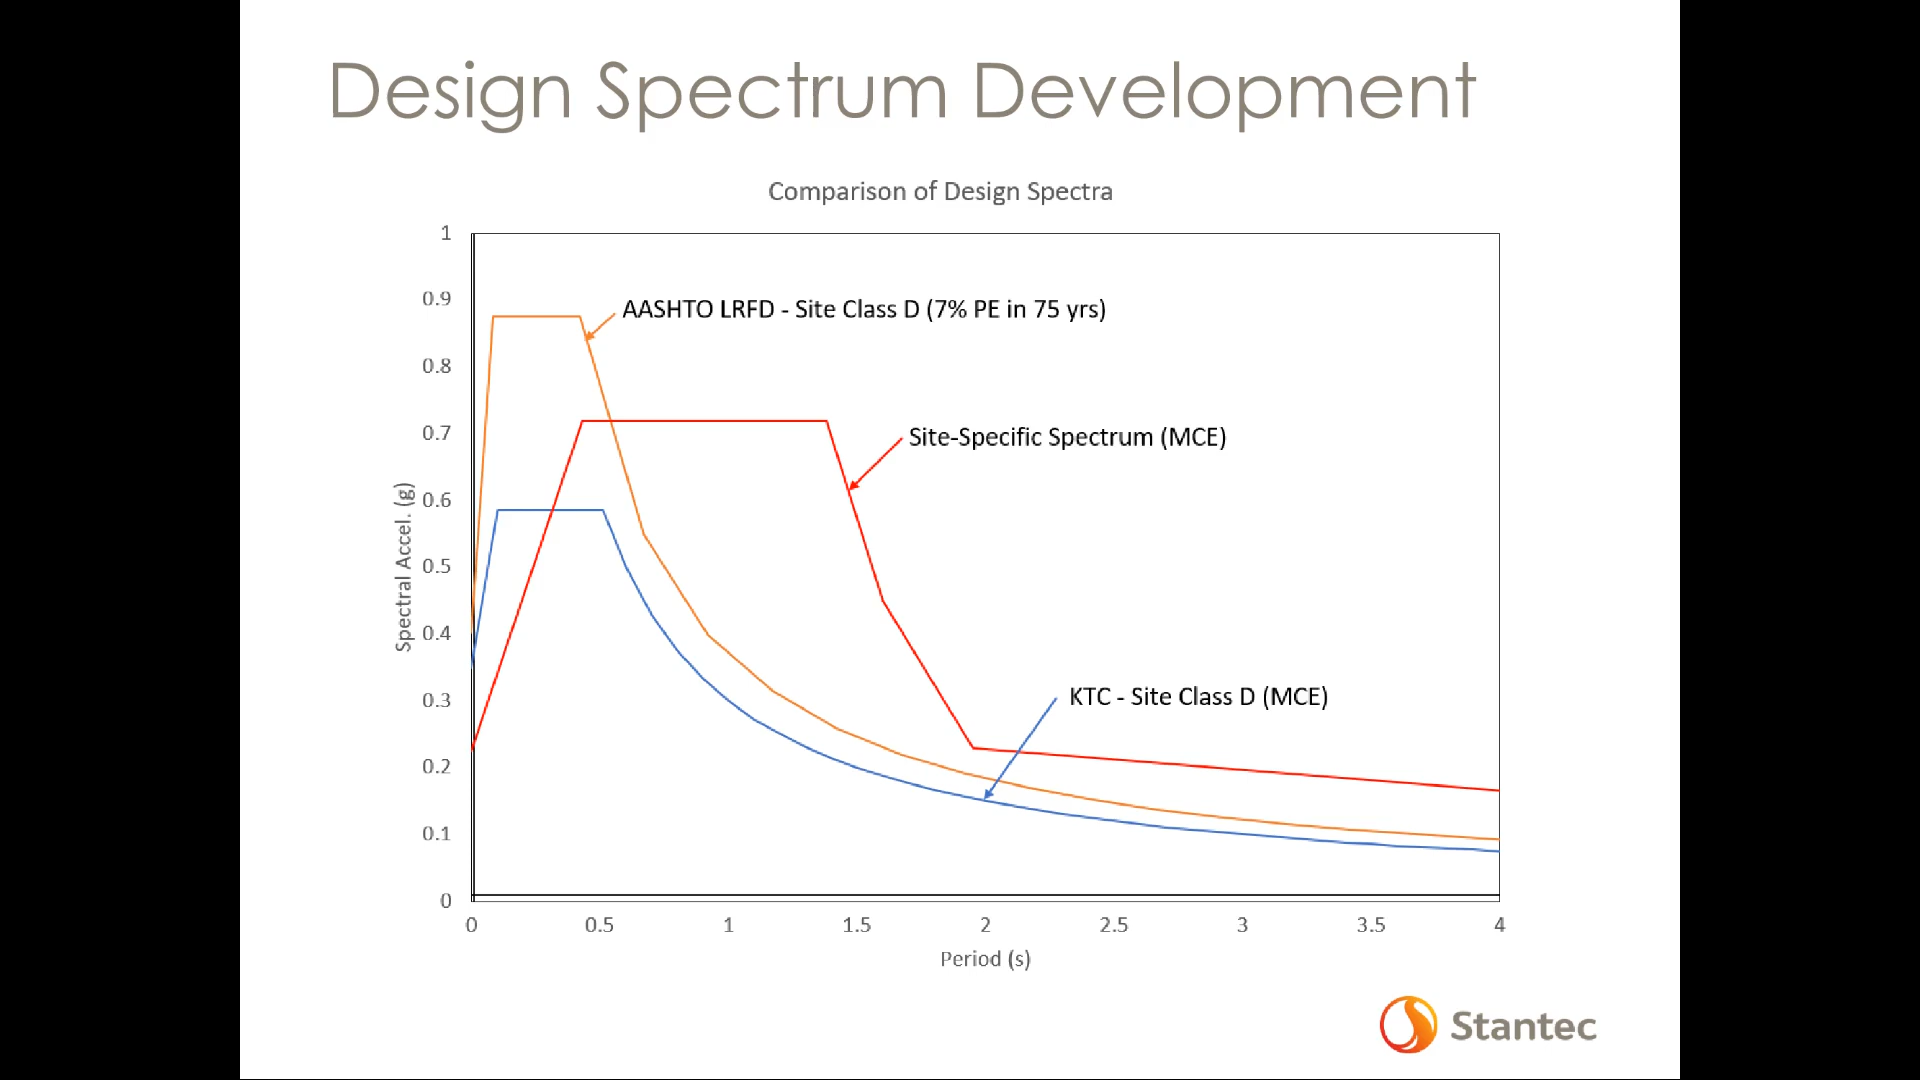 Design Spectrum Development
Comparison of Design Spectra
1
0.9
0.8
0.7
0.6
0.5
0.4
0.3
0.2
0.1
0
Spectral Accel. (g)
AASHTO LRFD - Site Class D (7% PE in 75 yrs)
Site-Specific Spectrum (MCE)
KTC - Site Class D (MCE)
0 0.5 1 1.5 2 2.5 3 3.5 4
Period (s)
Stantec